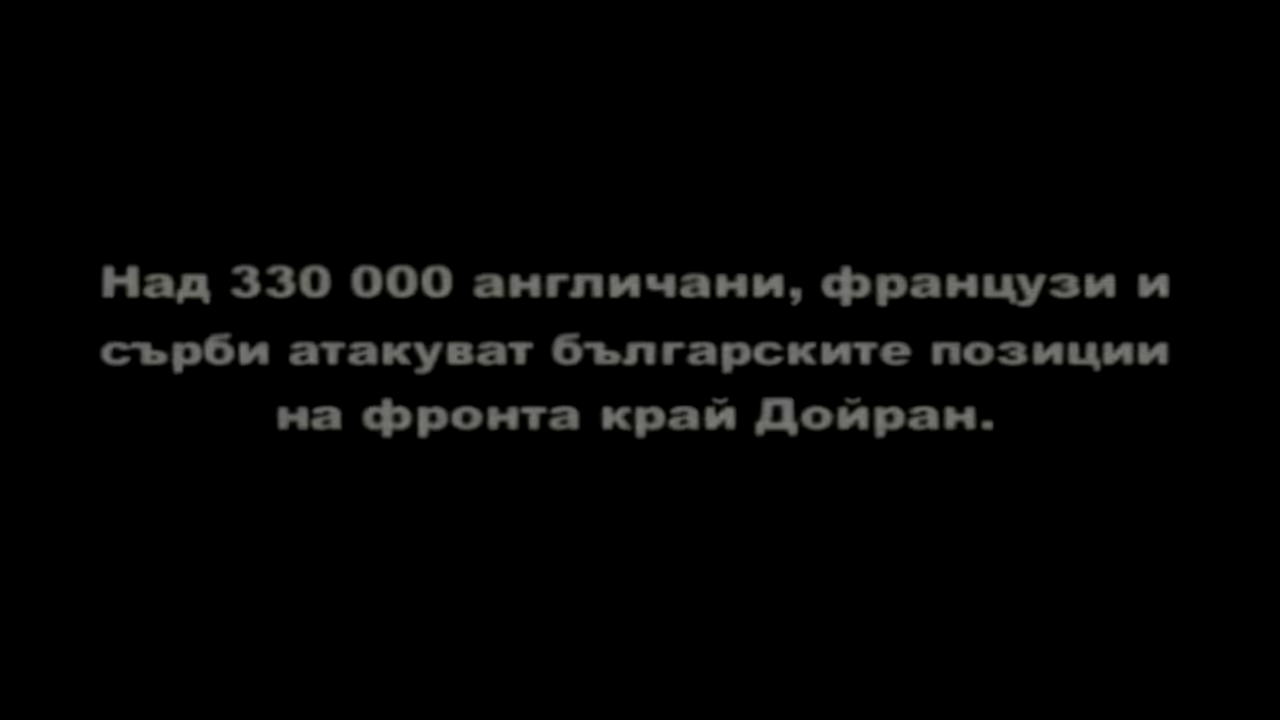 Над 330 000 англичани, французи и
сърби атакуват българските позиции
на фронта край Дойран.